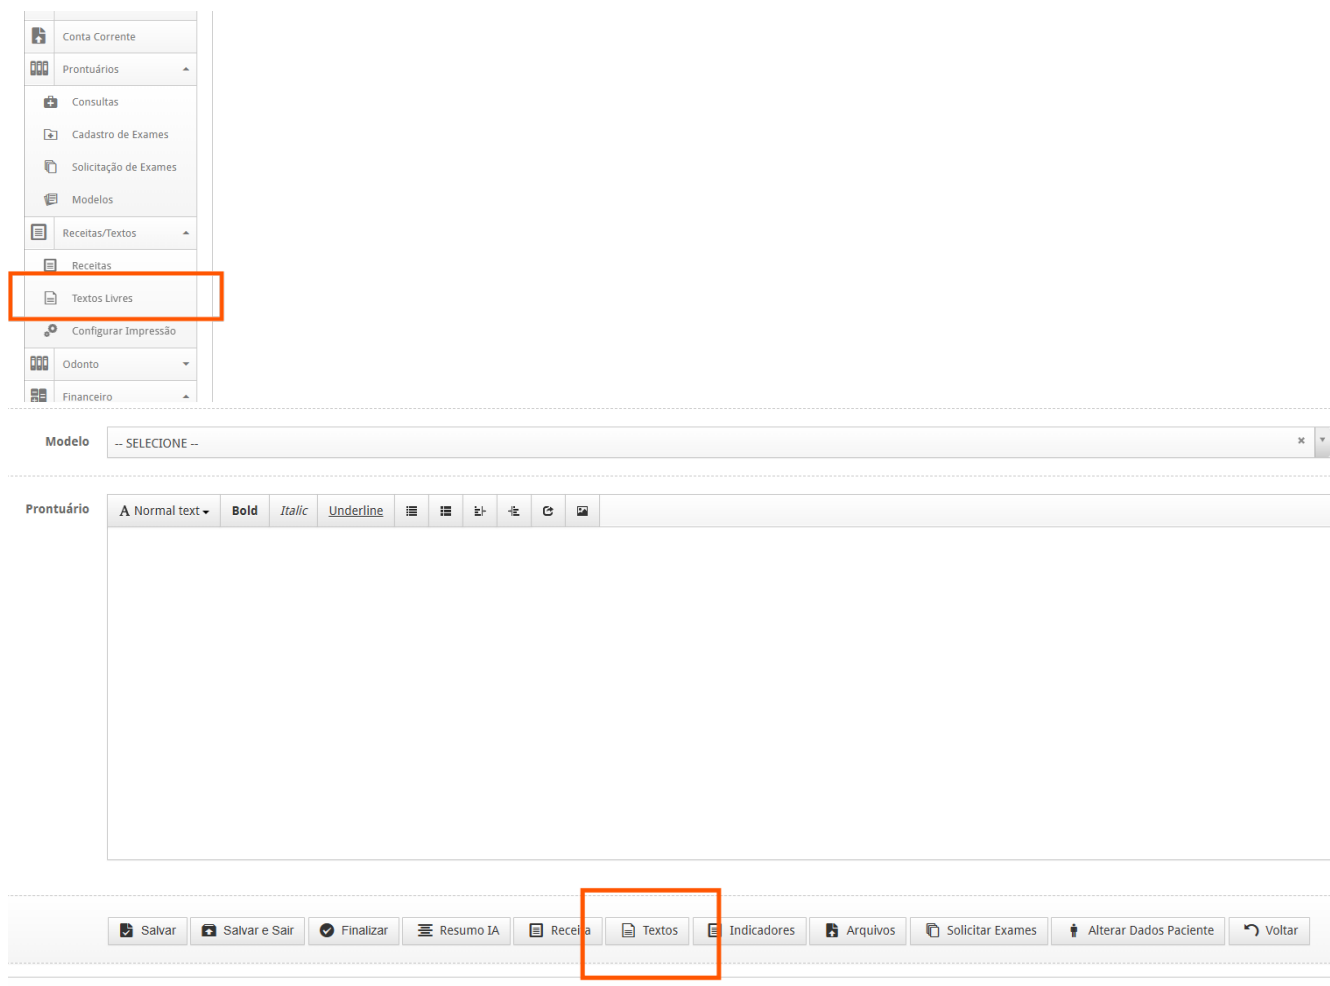 Conta Corrente
Prontuários
Consultas
Cadastro de Exames
Solicitação de Exames
Modelos
Receitas/Textos
Receitas
Textos Livres
Configurar Impressão
Odonto
Financeiro
Modelo -- SELECIONE --
Prontuário A Normal text Bold Italic Underline
Salvar Salvar e Sair Finalizar Resumo IA Receita Textos Indicadores Arquivos Solicitar Exames Alterar Dados Paciente Voltar